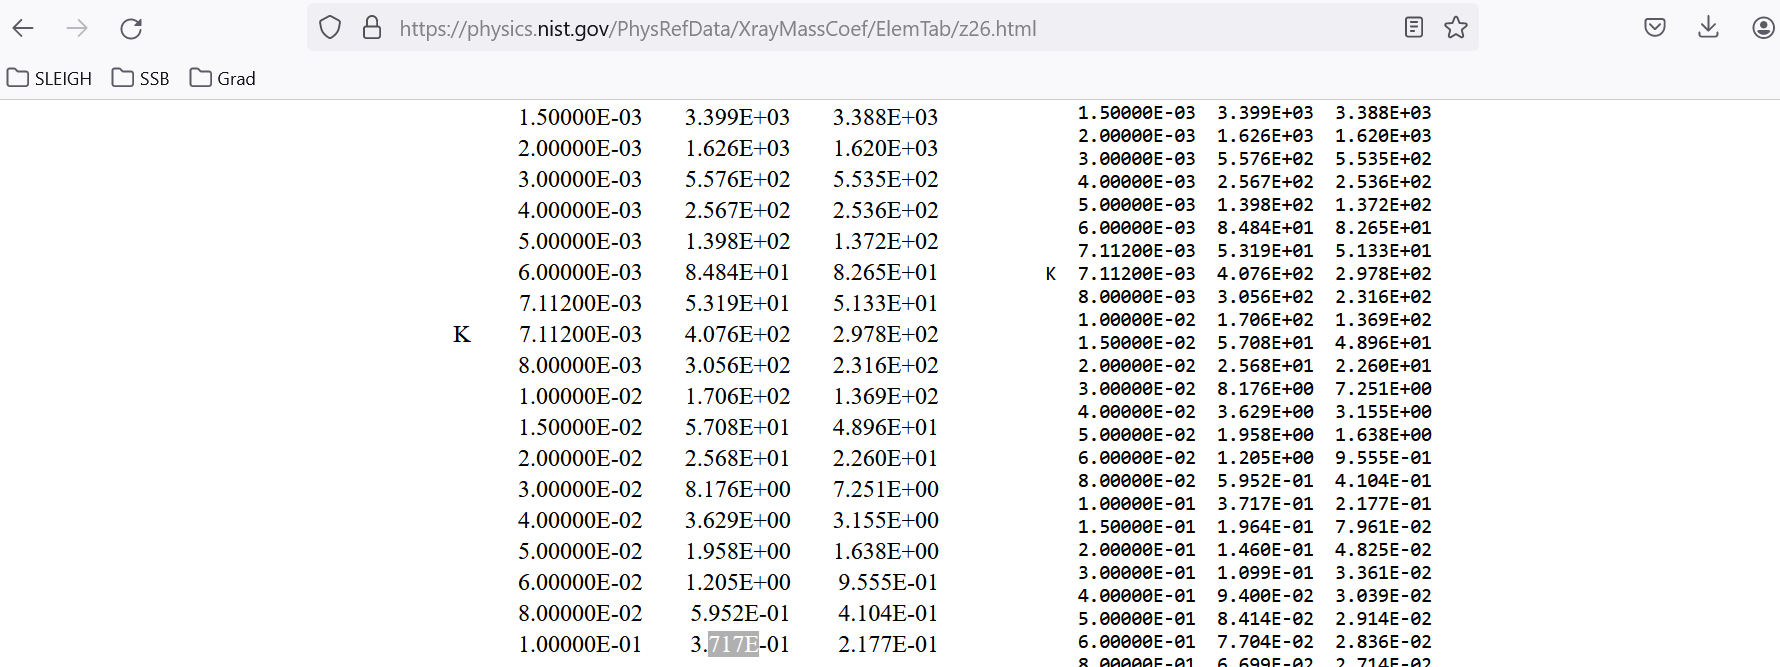 https://physics.nist.gov/PhysRefData/XrayMassCoef/ElemTab/z26.html
SLEIGH SSB Grad
1.50000E-03 3.399E+03 3.388E+03
2.00000E-03 1.626E+03 1.620E+03
3.00000E-03 5.576E+02 5.535E+02
4.00000E-03 2.567E+02 2.536E+02
5.00000E-03 1.398E+02 1.372E+02
6.00000E-03 8.484E+01 8.265E+01
7.11200E-03 5.319E+01 5.133E+01
K 7.11200E-03 4.076E+02 2.978E+02
8.00000E-03 3.056E+02 2.316E+02
1.00000E-02 1.706E+02 1.369E+02
1.50000E-02 5.708E+01 4.896E+01
2.00000E-02 2.568E+01 2.260E+01
3.00000E-02 8.176E+00 7.251E+00
4.00000E-02 3.629E+00 3.155E+00
5.00000E-02 1.958E+00 1.638E+00
6.00000E-02 1.205E+00 9.555E-01
8.00000E-02 5.952E-01 4.104E-01
1.00000E-01 3.717E-01 2.177E-01
1.50000E-03 3.399E+03 3.388E+03
2.00000E-03 1.626E+03 1.620E+03
3.00000E-03 5.576E+02 5.535E+02
4.00000E-03 2.567E+02 2.536E+02
5.00000E-03 1.398E+02 1.372E+02
6.00000E-03 8.484E+01 8.265E+01
7.11200E-03 5.319E+01 5.133E+01
K 7.11200E-03 4.076E+02 2.978E+02
8.00000E-03 3.056E+02 2.316E+02
1.00000E-02 1.706E+02 1.369E+02
1.50000E-02 5.708E+01 4.896E+01
2.00000E-02 2.568E+01 2.260E+01
3.00000E-02 8.176E+00 7.251E+00
4.00000E-02 3.629E+00 3.155E+00
5.00000E-02 1.958E+00 1.638E+00
6.00000E-02 1.205E+00 9.555E-01
8.00000E-02 5.952E-01 4.104E-01
1.00000E-01 3.717E-01 2.177E-01
1.50000E-01 1.964E-01 7.961E-02
2.00000E-01 1.460E-01 4.825E-02
3.00000E-01 1.099E-01 3.361E-02
4.00000E-01 9.400E-02 3.039E-02
5.00000E-01 8.414E-02 2.914E-02
6.00000E-01 7.704E-02 2.836E-02
8.00000E-01 6.699E-02 2.714E-02